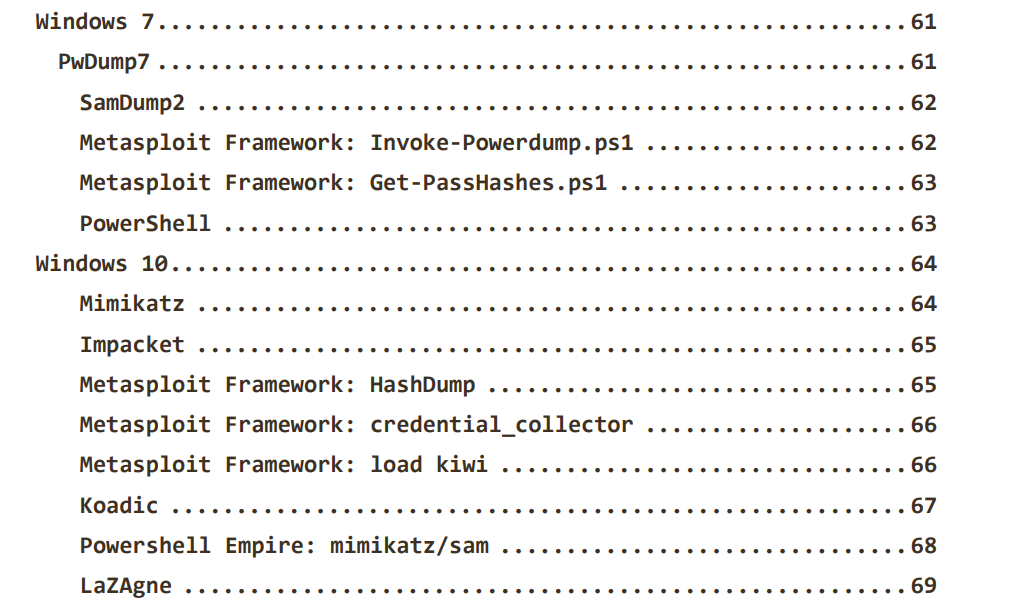 Windows 7.........................................................61
PwDump7 .........................................................61
SamDump2 ......................................................62
Metasploit Framework: Invoke-Powerdump.ps1 ....................62
Metasploit Framework: Get-PassHashes.ps1 ......................63
PowerShell ....................................................63
Windows 10........................................................64
Mimikatz ......................................................64
Impacket ......................................................65
Metasploit Framework: HashDump ................................65
Metasploit Framework: credential_collector ....................66
Metasploit Framework: load kiwi ...............................66
Koadic ........................................................67
Powershell Empire: mimikatz/sam ...............................68
LaZAgne .......................................................69